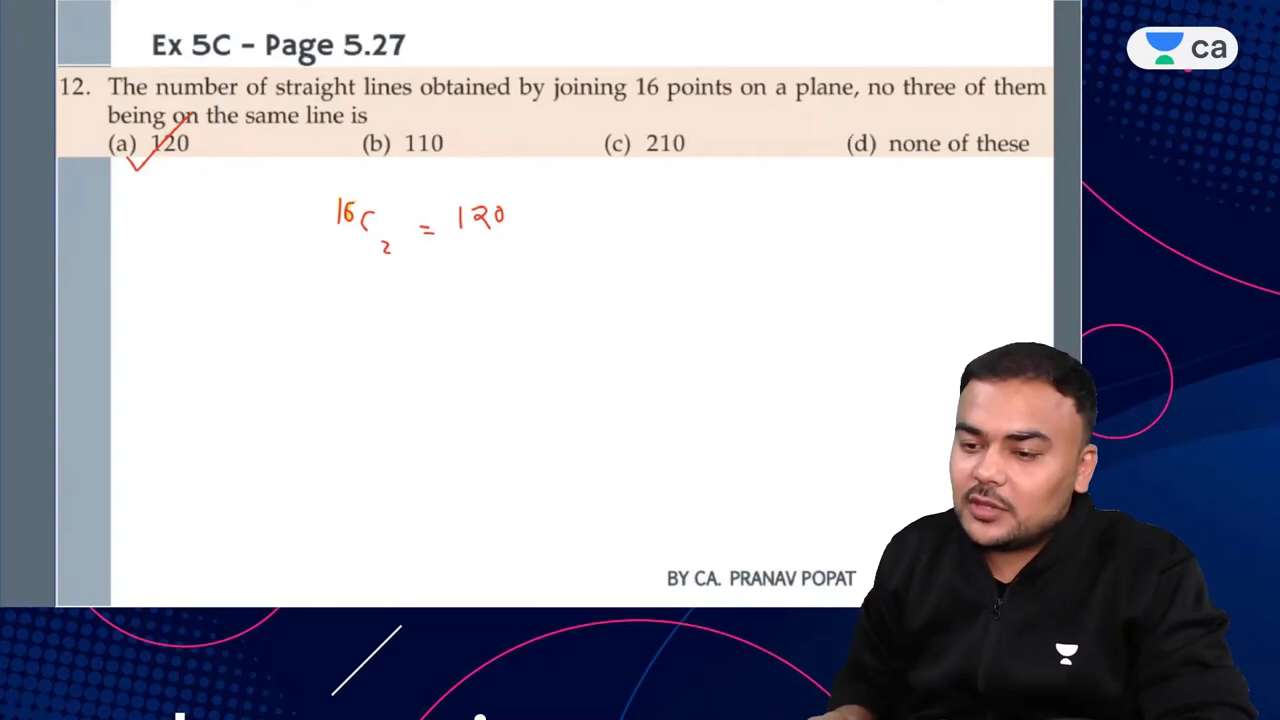 Ex 5C - Page 5.27
ca
12. The number of straight lines obtained by joining 16 points on a plane, no three of them
being on the same line is
(a) 120 (b) 110 (c) 210 (d) none of these
16C2 = 120
BY CA. PRANAV POPAT